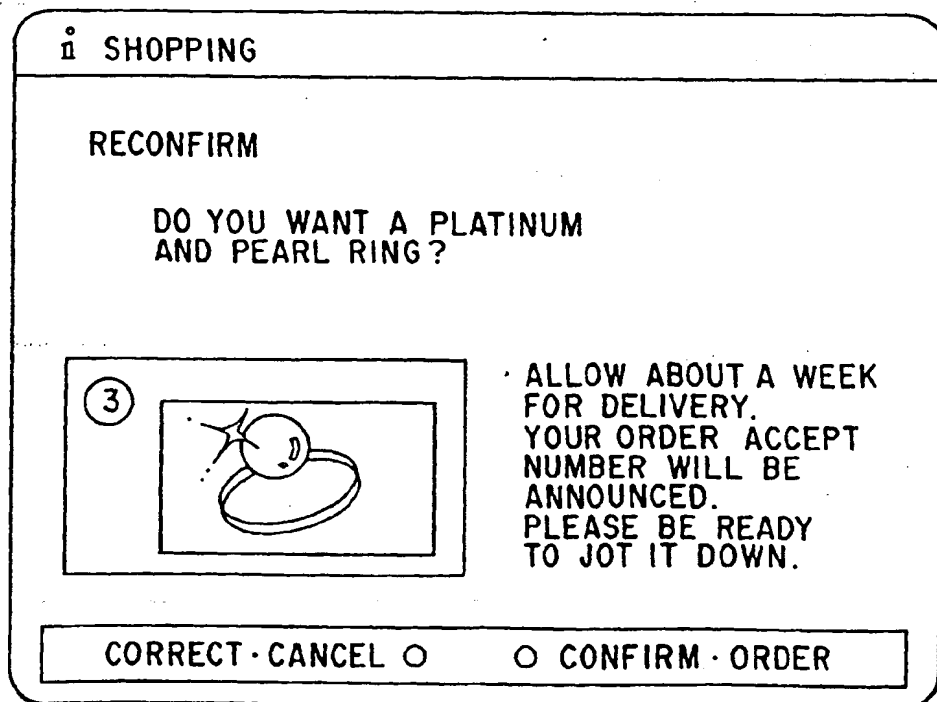 i SHOPPING
RECONFIRM
DO YOU WANT A PLATINUM
AND PEARL RING?
3
ALLOW ABOUT A WEEK
FOR DELIVERY.
YOUR ORDER ACCEPT
NUMBER WILL BE
ANNOUNCED.
PLEASE BE READY
TO JOT IT DOWN.
CORRECT · CANCEL ○ ○ CONFIRM · ORDER